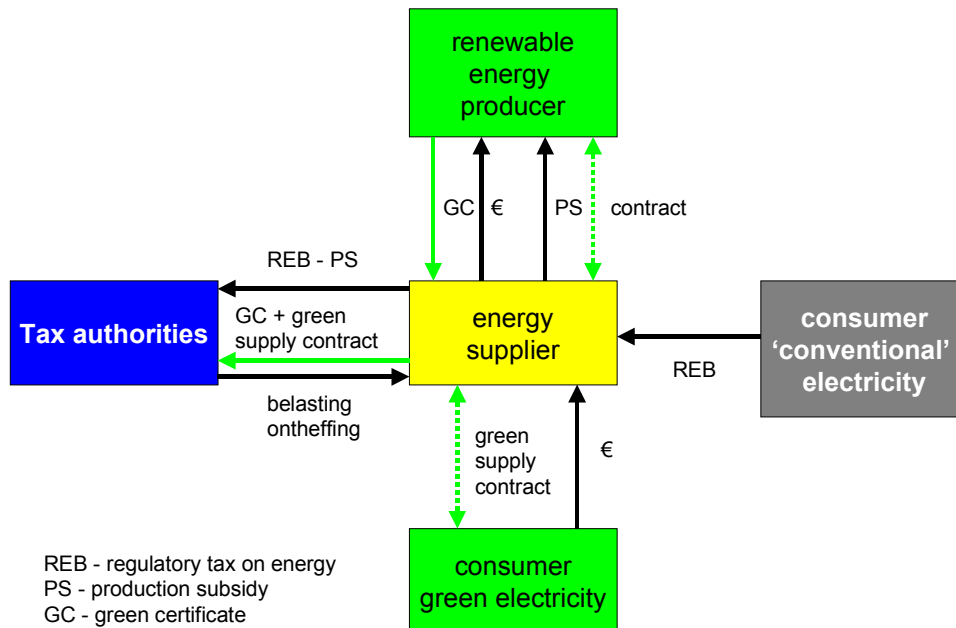 renewable
energy
producer
GC
€
PS
contract
REB - PS
Tax authorities
GC + green
supply contract
belasting
ontheffing
energy
supplier
REB
consumer
‘conventional’
electricity
green
supply
contract
€
consumer
green electricity
REB - regulatory tax on energy
PS - production subsidy
GC - green certificate